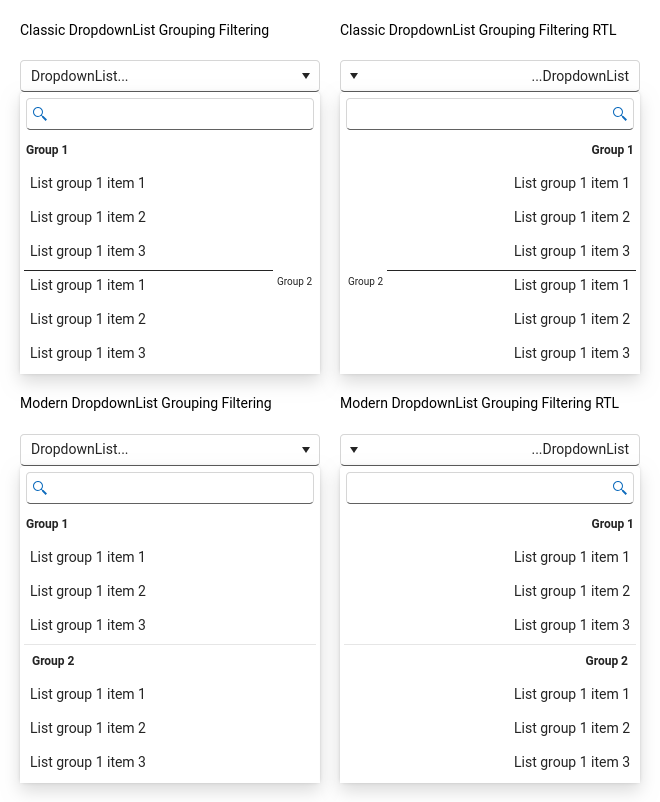 Classic DropdownList Grouping Filtering
DropdownList...
Group 1
List group 1 item 1
List group 1 item 2
List group 1 item 3
Group 2
List group 1 item 1
List group 1 item 2
List group 1 item 3
Classic DropdownList Grouping Filtering RTL
...DropdownList
Group 1
List group 1 item 1
List group 1 item 2
List group 1 item 3
Group 2
List group 1 item 1
List group 1 item 2
List group 1 item 3
Modern DropdownList Grouping Filtering
DropdownList...
Group 1
List group 1 item 1
List group 1 item 2
List group 1 item 3
Group 2
List group 1 item 1
List group 1 item 2
List group 1 item 3
Modern DropdownList Grouping Filtering RTL
...DropdownList
Group 1
List group 1 item 1
List group 1 item 2
List group 1 item 3
Group 2
List group 1 item 1
List group 1 item 2
List group 1 item 3